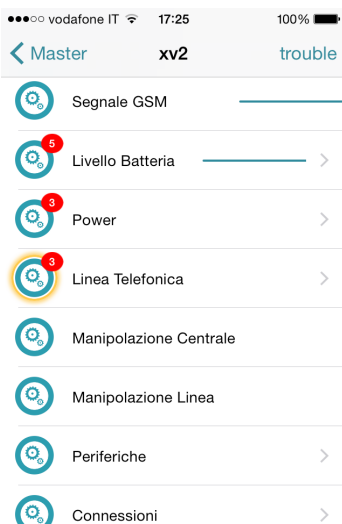 vodafone IT 17:25 100%
Master xv2 trouble
Segnale GSM
5
Livello Batteria
3
Power
3
Linea Telefonica
Manipolazione Centrale
Manipolazione Linea
Periferiche
Connessioni